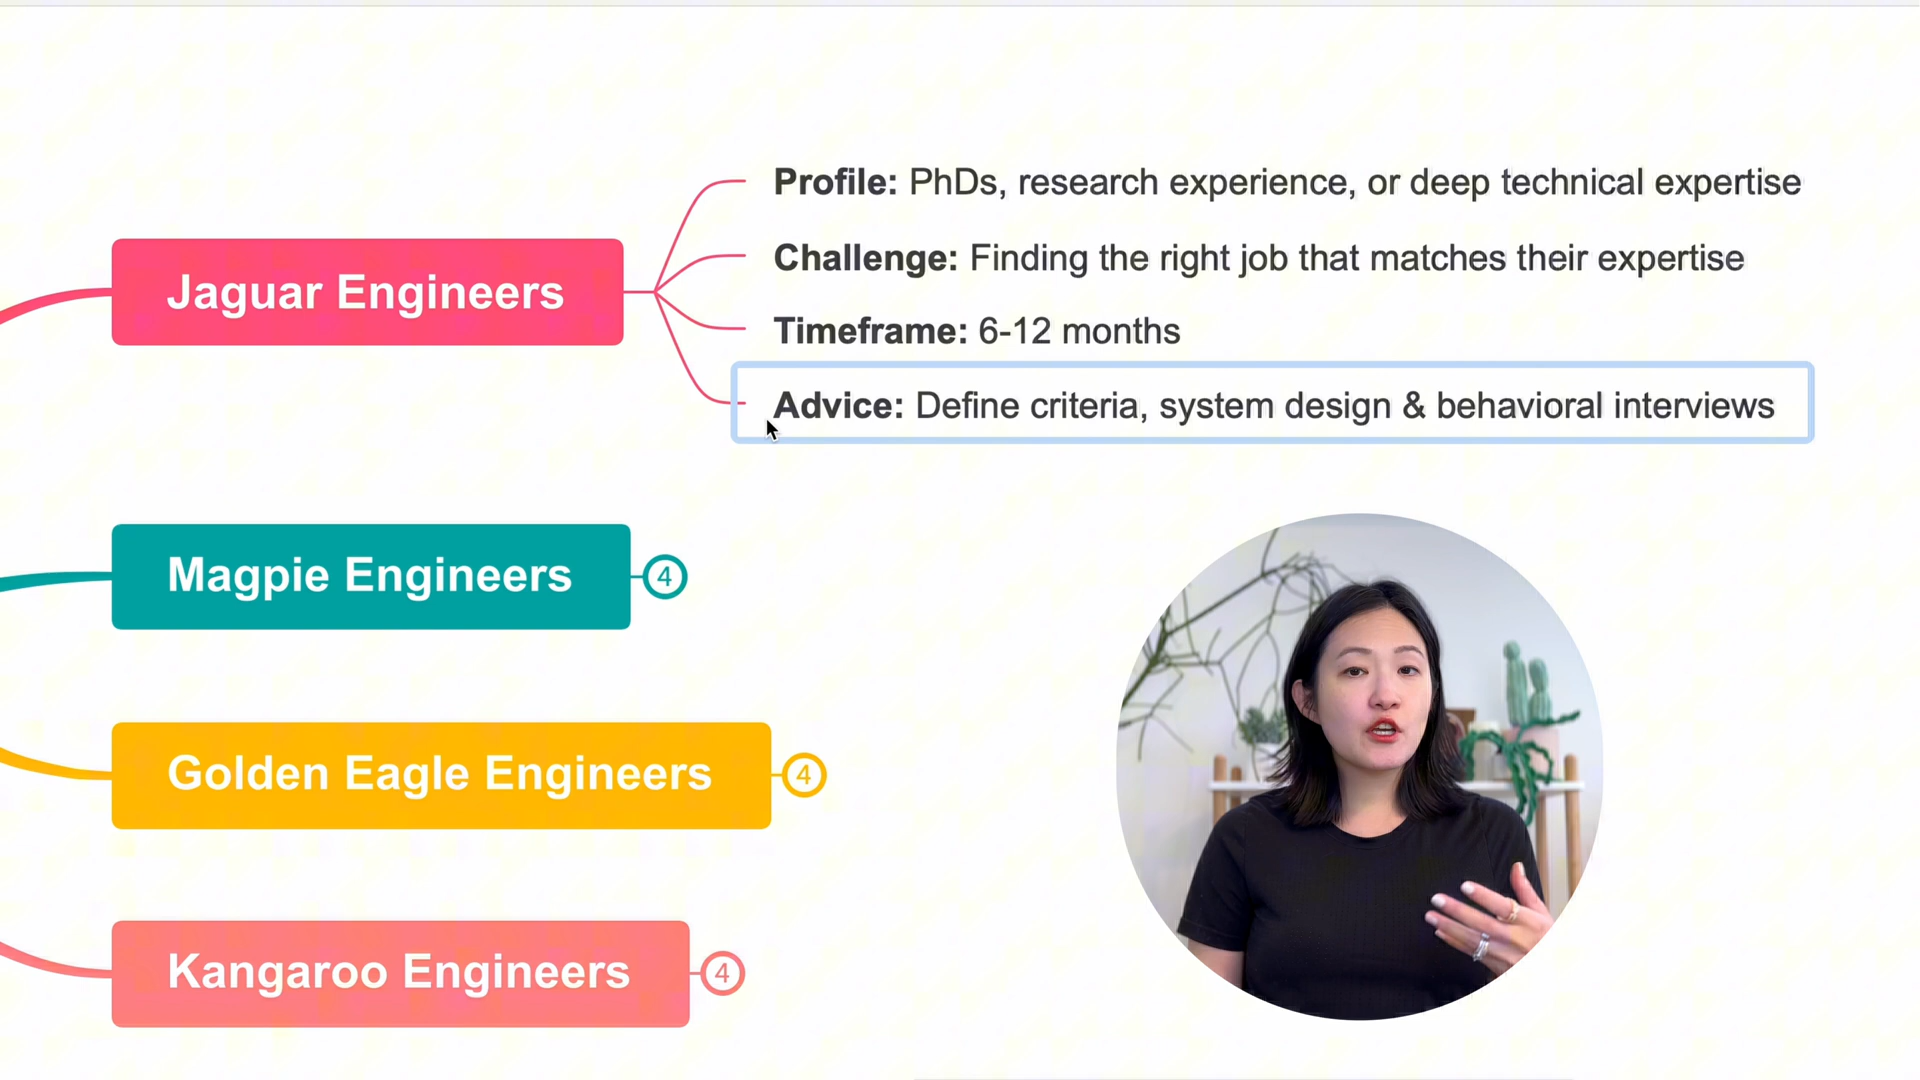 Profile: PhDs, research experience, or deep technical expertise
Challenge: Finding the right job that matches their expertise
Jaguar Engineers
Timeframe: 6-12 months
Advice: Define criteria, system design & behavioral interviews
Magpie Engineers 4
Golden Eagle Engineers 4
Kangaroo Engineers 4